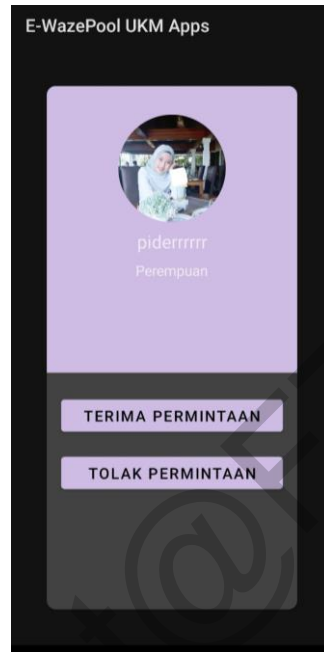 E-WazePool UKM Apps
piderrrrrr
Perempuan
TERIMA PERMINTAAN
TOLAK PERMINTAAN